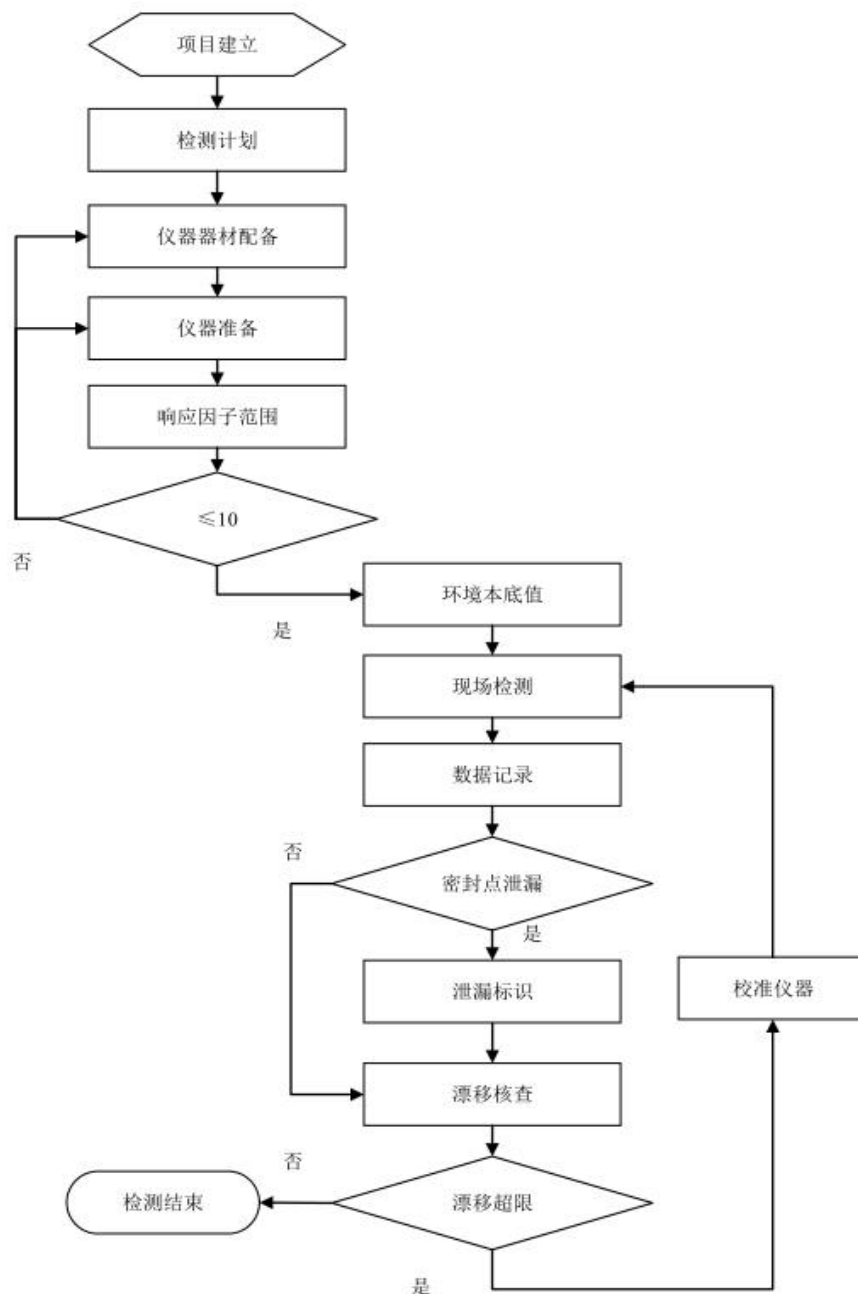 项目建立
检测计划
仪器器材配备
仪器准备
响应因子范围
≤10
否
是
环境本底值
现场检测
数据记录
否
密封点泄漏
是
泄漏标识
校准仪器
漂移核查
否
检测结束
漂移超限
是